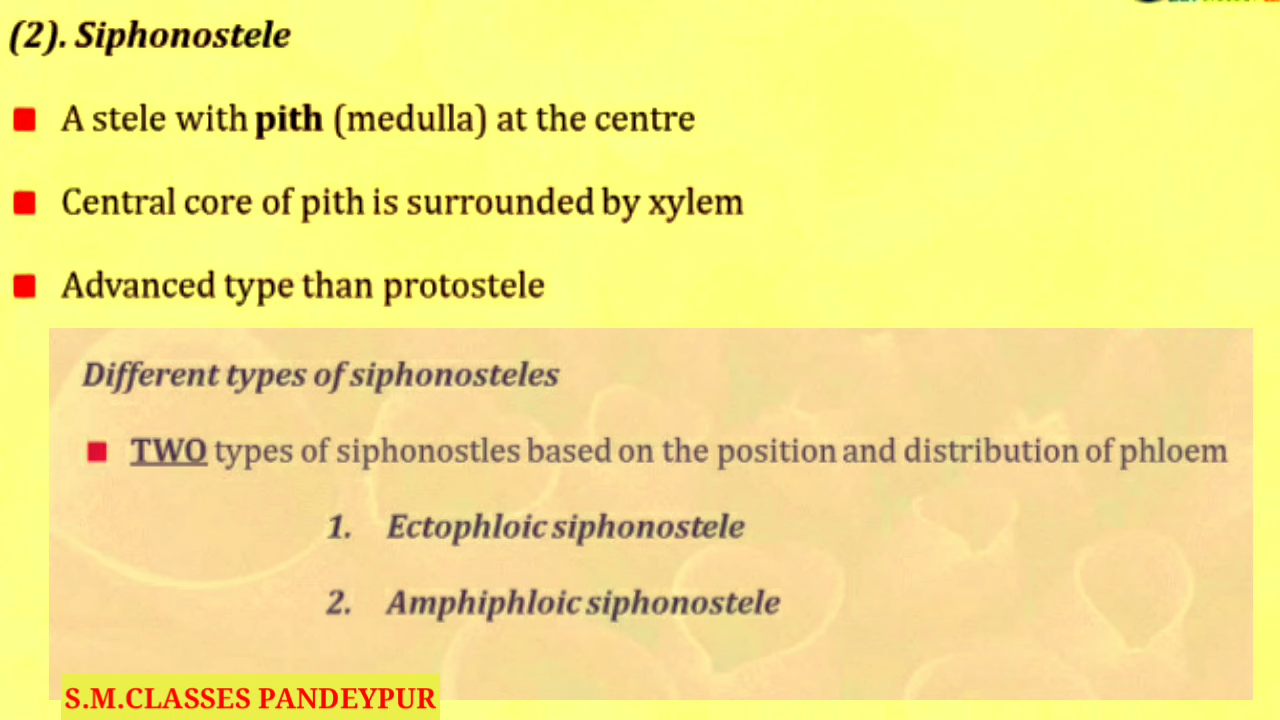 (2). Siphonostele
A stele with pith (medulla) at the centre
Central core of pith is surrounded by xylem
Advanced type than protostele
Different types of siphonosteles
TWO types of siphonostles based on the position and distribution of phloem
1. Ectophloic siphonostele
2. Amphiphloic siphonostele
S.M.CLASSES PANDEYPUR